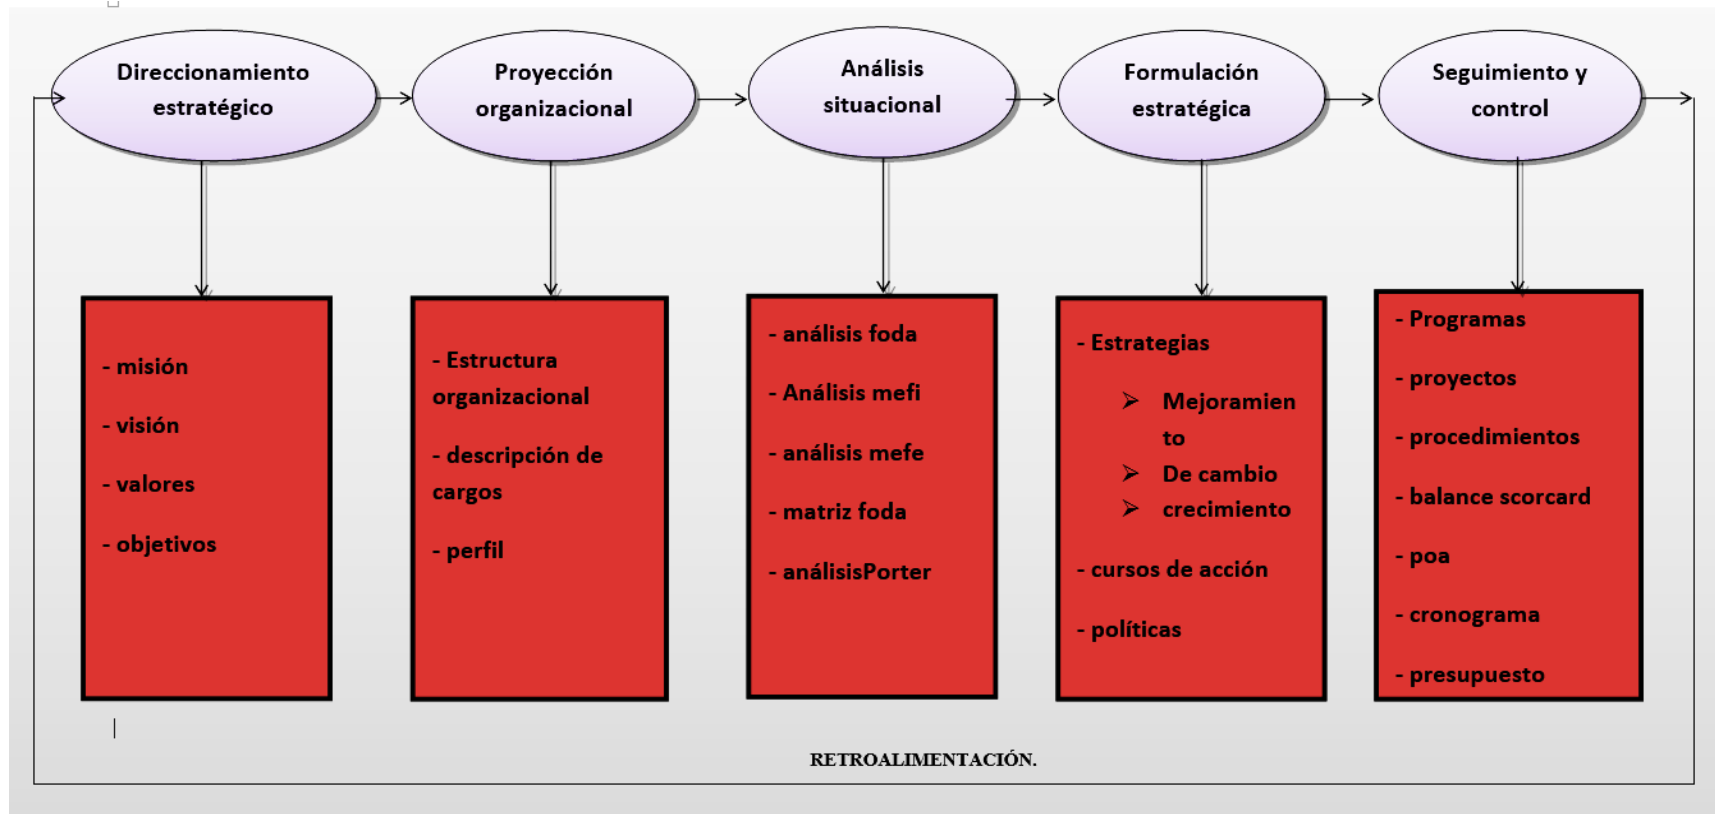 Direccionamiento
estratégico
Proyección
organizacional
Análisis
situacional
Formulación
estratégica
Seguimiento y
control
- misión
- visión
- valores
- objetivos
- Estructura
organizacional
- descripción de
cargos
- perfil
- análisis foda
- Análisis mefi
- análisis mefe
- matriz foda
- análisisPorter
- Estrategias
➢ Mejoramien
to
➢ De cambio
➢ crecimiento
- cursos de acción
- políticas
- Programas
- proyectos
- procedimientos
- balance scorcard
- poa
- cronograma
- presupuesto
RETROALIMENTACIÓN.